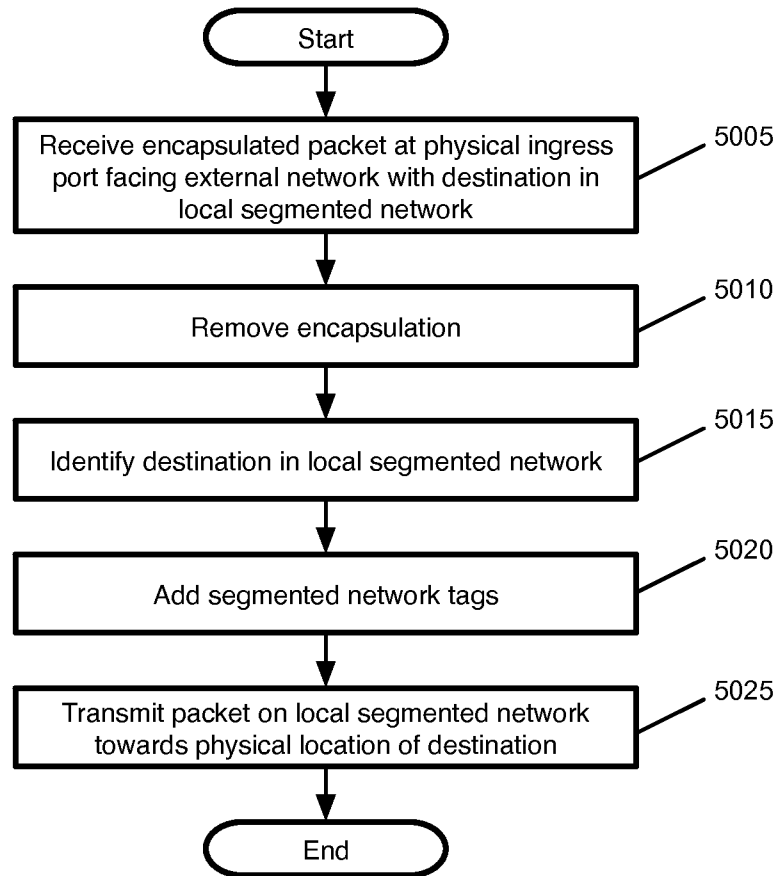 Start
Receive encapsulated packet at physical ingress
port facing external network with destination in
local segmented network
5005
Remove encapsulation
5010
Identify destination in local segmented network
5015
Add segmented network tags
5020
Transmit packet on local segmented network
towards physical location of destination
5025
End